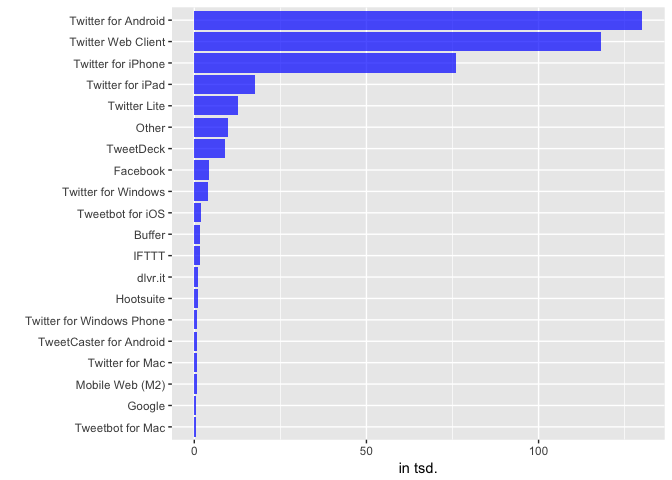 Twitter for Android
Twitter Web Client
Twitter for iPhone
Twitter for iPad
Twitter Lite
Other
TweetDeck
Facebook
Twitter for Windows
Tweetbot for iOS
Buffer
IFTTT
dlvr.it
Hootsuite
Twitter for Windows Phone
TweetCaster for Android
Twitter for Mac
Mobile Web (M2)
Google
Tweetbot for Mac
0 50 100
in tsd.